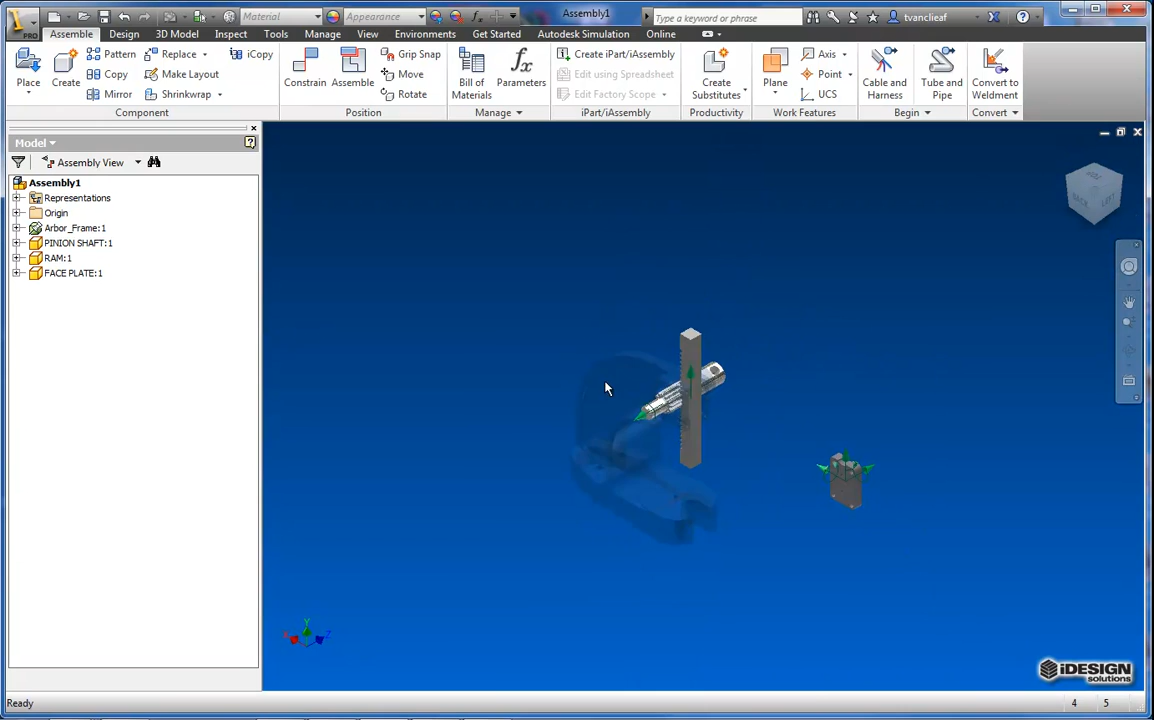 PRO
Material
Appearance
Assembly1
Type a keyword or phrase
tvanclieaf
Assemble
Design
3D Model
Inspect
Tools
Manage
View
Environments
Get Started
Autodesk Simulation
Online
Place
Create
Pattern
Copy
Mirror
Replace
Make Layout
Shrinkwrap
iCopy
Component
Constrain
Assemble
Grip Snap
Move
Rotate
Position
Bill of
Materials
Parameters
Manage
Create iPart/iAssembly
Edit using Spreadsheet
Edit Factory Scope
iPart/iAssembly
Create
Substitutes
Productivity
Plane
Axis
Point
UCS
Work Features
Cable and
Harness
Tube and
Pipe
Begin
Convert to
Weldment
Convert
Model
Assembly View
Assembly1
Representations
Origin
Arbor_Frame:1
PINION SHAFT:1
RAM:1
FACE PLATE:1
BACK
LEFT
Y
X
Z
iDESIGN
solutions
Ready
4
5